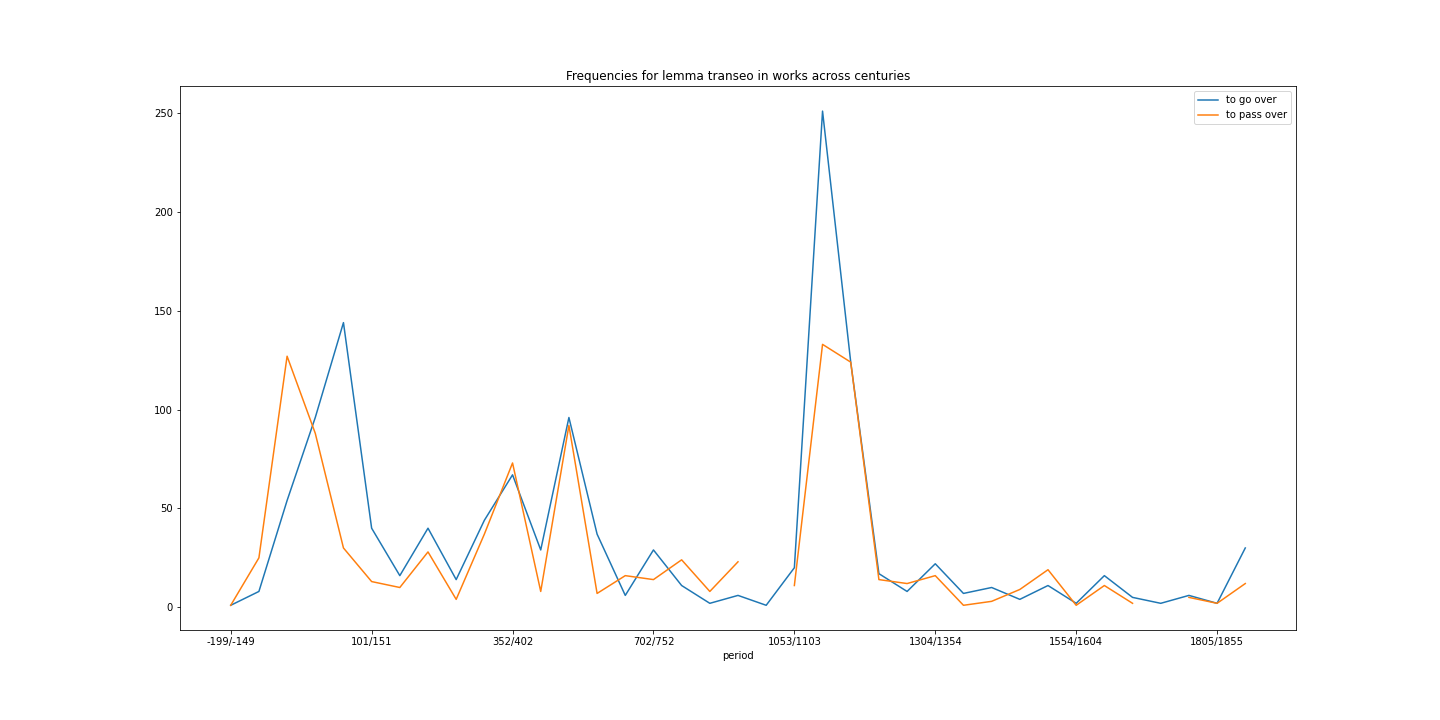 Frequencies for lemma transeo in works across centuries
to go over
to pass over
250
200
150
100
50
0
-199/-149 101/151 352/402 702/752 1053/1103 1304/1354 1554/1604 1805/1855
period